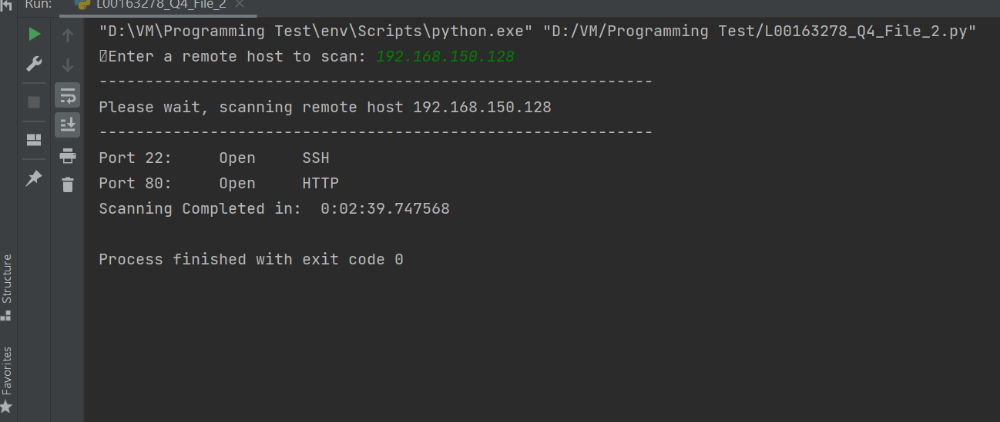 Run: L00163278_Q4_File_2
"D:\VM\Programming Test\env\Scripts\python.exe" "D:/VM/Programming Test/L00163278_Q4_File_2.py"
Enter a remote host to scan: 192.168.150.128
------------------------------------------------------------
Please wait, scanning remote host 192.168.150.128
------------------------------------------------------------
Port 22: Open SSH
Port 80: Open HTTP
Scanning Completed in: 0:02:39.747568
Process finished with exit code 0
Structure
Favorites